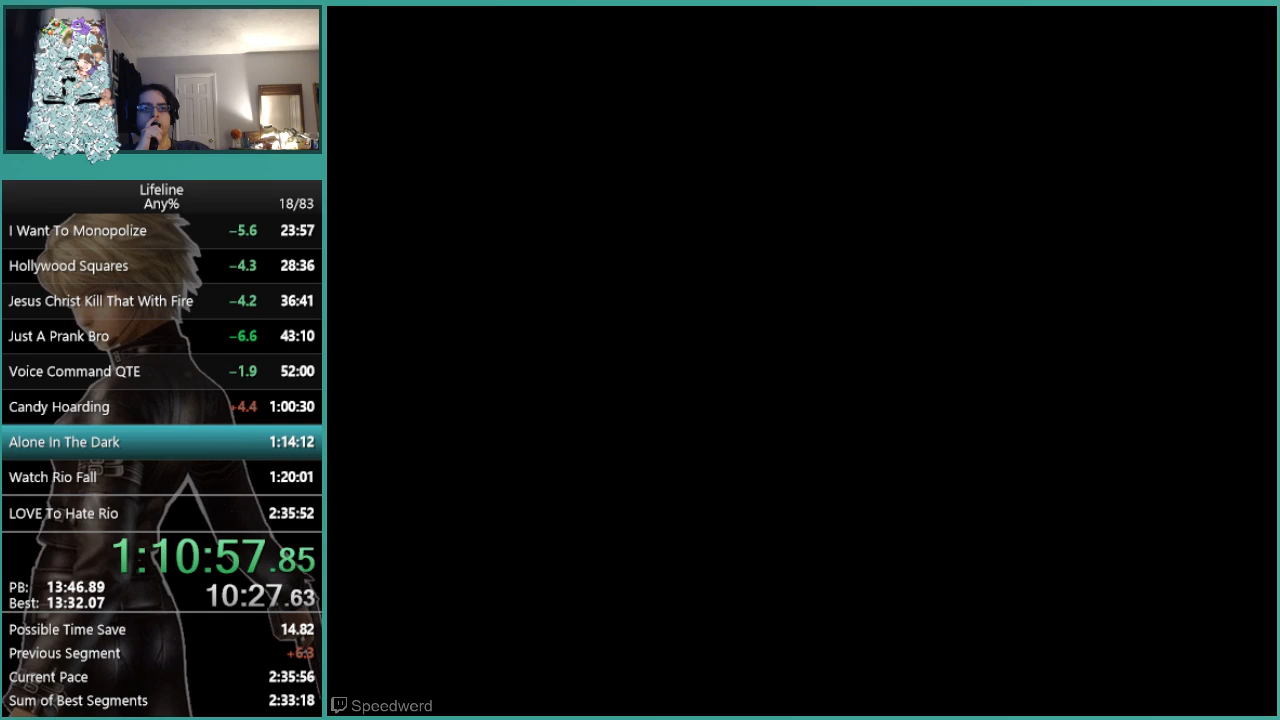 Lifeline
Any%
18/83
I Want To Monopolize −5.6 23:57
Hollywood Squares −4.3 28:36
Jesus Christ Kill That With Fire −4.2 36:41
Just A Prank Bro −6.6 43:10
Voice Command QTE −1.9 52:00
Candy Hoarding +4.4 1:00:30
Alone In The Dark 1:14:12
Watch Rio Fall 1:20:01
LOVE To Hate Rio 2:35:52
1:10:57.85
PB: 13:46.89
Best: 13:32.07
10:27.63
Possible Time Save 14.82
Previous Segment +6.3
Current Pace 2:35:56
Sum of Best Segments 2:33:18
Speedwerd